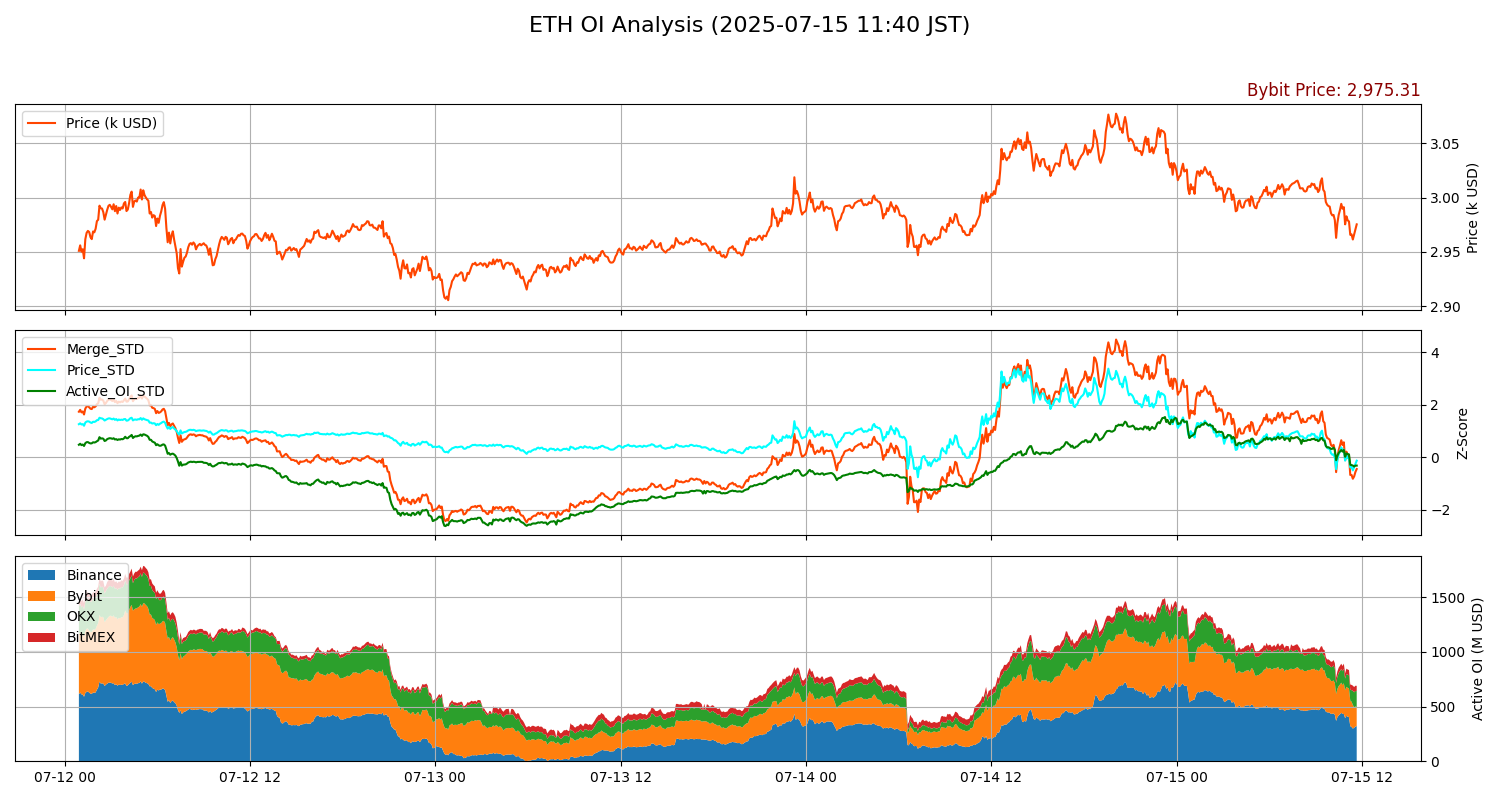 ETH OI Analysis (2025-07-15 11:40 JST)
Bybit Price: 2,975.31
Price (k USD)
3.05
3.00
2.95
2.90
Price (k USD)
Merge_STD
Price_STD
Active_OI_STD
4
2
0
−2
Z-Score
Binance
Bybit
OKX
BitMEX
1500
1000
500
0
Active OI (M USD)
07-12 00
07-12 12
07-13 00
07-13 12
07-14 00
07-14 12
07-15 00
07-15 12